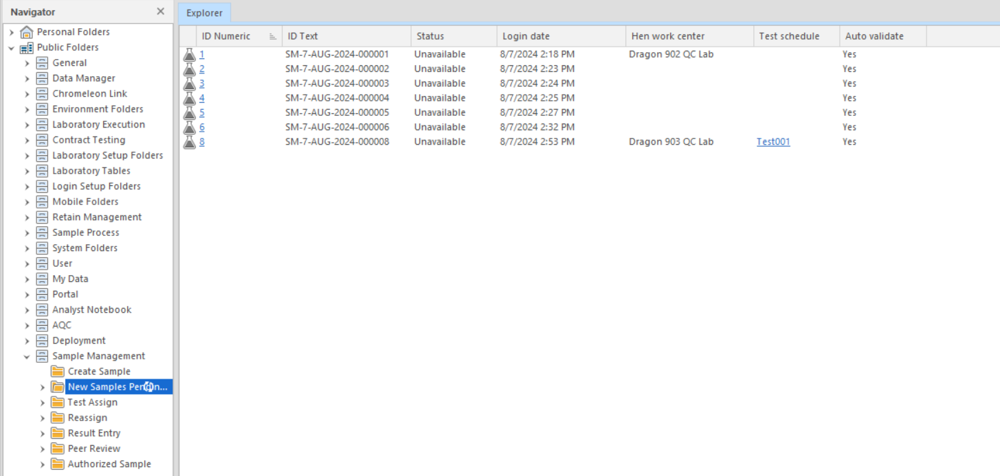 Navigator
Personal Folders
Public Folders
General
Data Manager
Chromeleon Link
Environment Folders
Laboratory Execution
Contract Testing
Laboratory Setup Folders
Laboratory Tables
Login Setup Folders
Mobile Folders
Retain Management
Sample Process
System Folders
User
My Data
Portal
Analyst Notebook
AQC
Deployment
Sample Management
Create Sample
New Samples
Test Assign
Reassign
Result Entry
Peer Review
Authorized Sample
Explorer
ID Numeric ID Text Status Login date Hen work center Test schedule Auto validate
1 SM-7-AUG-2024-000001 Unavailable 8/7/2024 2:18 PM Dragon 902 QC Lab Yes
2 SM-7-AUG-2024-000002 Unavailable 8/7/2024 2:23 PM Yes
3 SM-7-AUG-2024-000003 Unavailable 8/7/2024 2:24 PM Yes
4 SM-7-AUG-2024-000004 Unavailable 8/7/2024 2:25 PM Yes
5 SM-7-AUG-2024-000005 Unavailable 8/7/2024 2:27 PM Yes
6 SM-7-AUG-2024-000006 Unavailable 8/7/2024 2:32 PM Yes
8 SM-7-AUG-2024-000008 Unavailable 8/7/2024 2:53 PM Dragon 903 QC Lab Test001 Yes